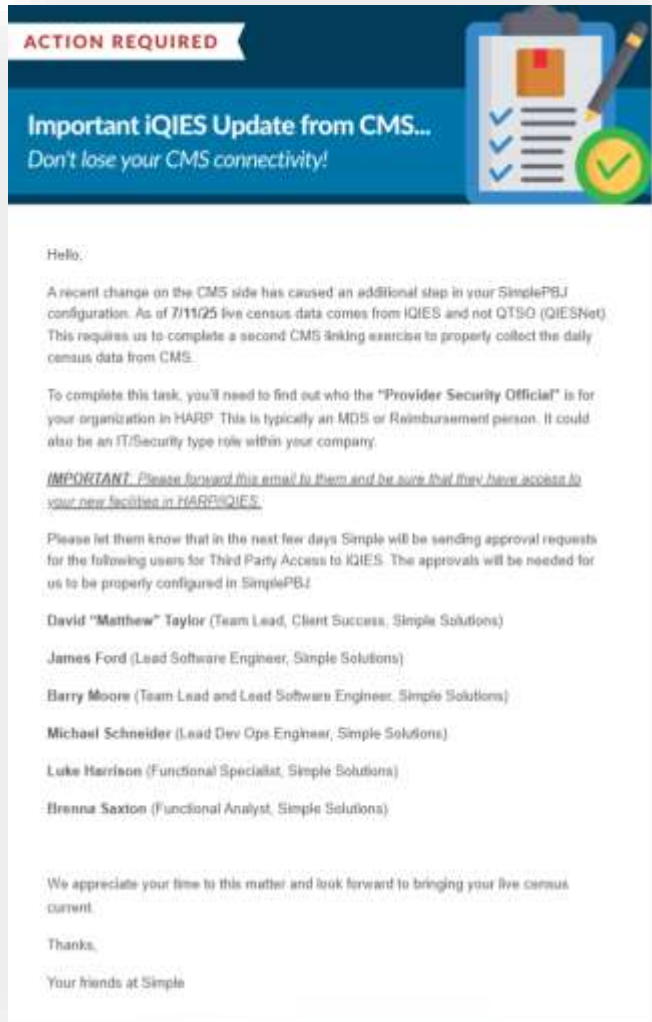 ACTION REQUIRED
Important iQIES Update from CMS...
Don't lose your CMS connectivity!
Hello,
A recent change on the CMS side has caused an additional step in your SimplePBJ
configuration. As of 7/11/25 live census data comes from IQIES and not QTSO (QIESNet)
This requires us to complete a second CMS linking exercise to properly collect the daily
census data from CMS.
To complete this task, you'll need to find out who the "Provider Security Official" is for
your organization in HARP. This is typically an MDS or Reimbursement person. It could
also be an IT/Security type role within your company.
IMPORTANT: Please forward this email to them and be sure that they have access to
your new facilities in HARP/IQIES.
Please let them know that in the next few days Simple will be sending approval requests
for the following users for Third Party Access to IQIES. The approvals will be needed for
us to be properly configured in SimplePBJ
David "Matthew" Taylor (Team Lead, Client Success, Simple Solutions)
James Ford (Lead Software Engineer, Simple Solutions)
Barry Moore (Team Lead and Lead Software Engineer, Simple Solutions)
Michael Schneider (Lead Dev Ops Engineer, Simple Solutions)
Luke Harrison (Functional Specialist, Simple Solutions)
Brenna Saxton (Functional Analyst, Simple Solutions)
We appreciate your time to this matter and look forward to bringing your live census
current.
Thanks,
Your friends at Simple